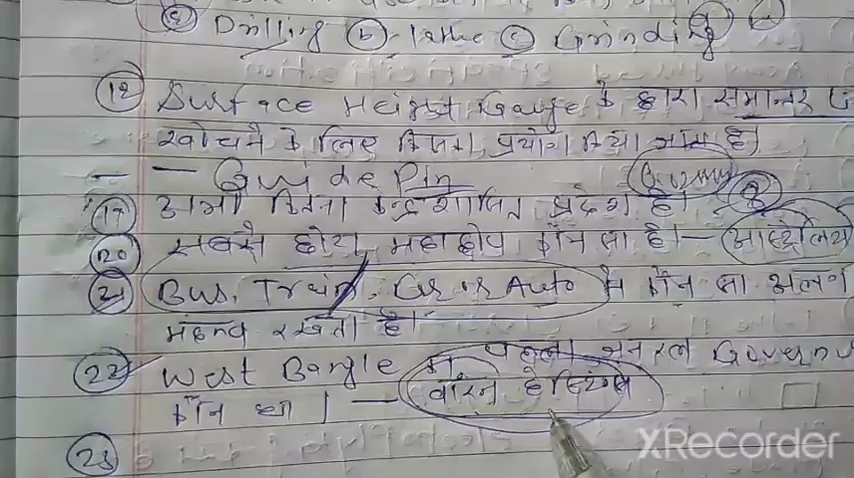 (a) Drilling (b) lathe (c) Grinding
(18) Surface Height Gauge के द्वारा समान्तर
खोचने के लिए किसका प्रयोग किया जाता है।
— — Guide Pin
(19) अभी कितना केन्द्र शासित प्रदेश है। 8
(20) सबसे छोटा महाद्वीप कौन सा है। — आस्ट्रेलिया
(21) Bus, Train, Car, Auto में कौन सा अलग
महत्व रखता है।
(22) West Bangle का पहला जनरल Governor
कौन था। — वॉरेन हेस्टिंग्स
(23)
XRecorder